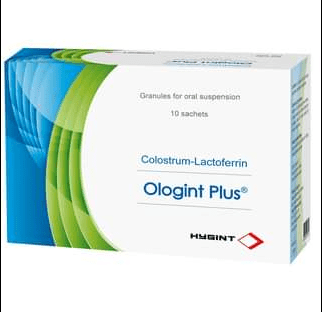 Granules for oral suspension
10 sachets
Colostrum-Lactoferrin
Ologint Plus®
HYGINT